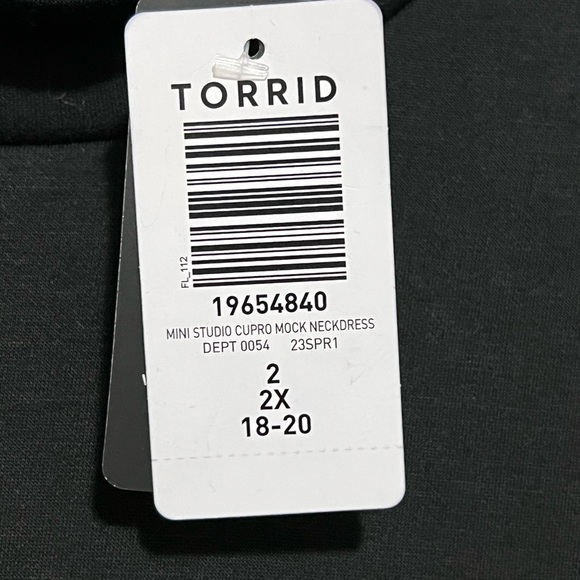 TORRID
FL_112
19654840
MINI STUDIO CUPRO MOCK NECKDRESS
DEPT 0054 23SPR1
2
2X
18-20